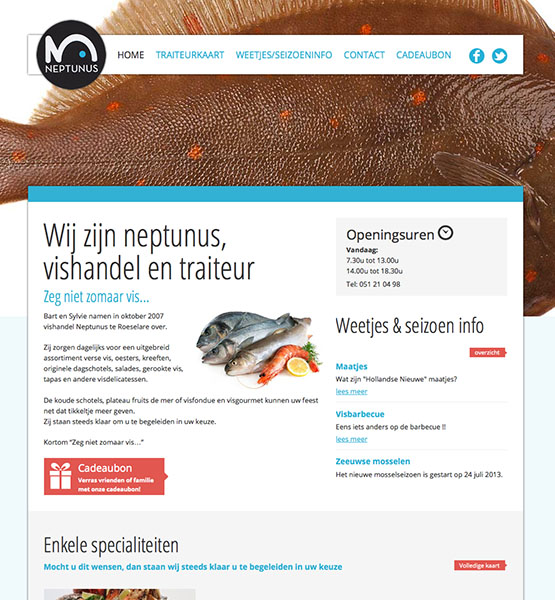 NEPTUNUS
HOME TRAITEURKAART WEETJES/SEIZOENINFO CONTACT CADEAUBON
Wij zijn neptunus,
vishandel en traiteur
Zeg niet zomaar vis...
Bart en Sylvie namen in oktober 2007
vishandel Neptunus te Roeselare over.
Zij zorgen dagelijks voor een uitgebreid
assortiment verse vis, oesters, kreeften,
originele dagschotels, salades, gerookte vis,
tapas en andere visdelicatessen.
De koude schotels, plateau fruits de mer of visfondue en visgourmet kunnen uw feest
net dat tikkeltje meer geven.
Zij staan steeds klaar om u te begeleiden in uw keuze.
Kortom “Zeg niet zomaar vis...”
Cadeaubon
Verras vrienden of familie
met onze cadeaubon!
Openingsuren
Vandaag:
7.30u tot 13.00u
14.00u tot 18.30u
Tel: 051 21 04 98
Weetjes & seizoen info
overzicht
Maatjes
Wat zijn "Hollandse Nieuwe" maatjes?
lees meer
Visbarbecue
Eens iets anders op de barbecue !!
lees meer
Zeeuwse mosselen
Het nieuwe mosselseizoen is gestart op 24 juli 2013.
Enkele specialiteiten
Mocht u dit wensen, dan staan wij steeds klaar u te begeleiden in uw keuze
Volledige kaart